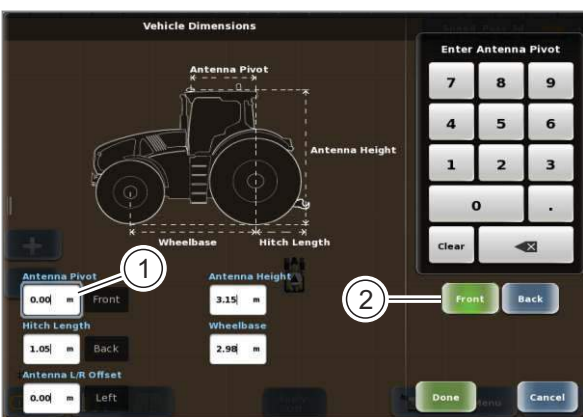 Vehicle Dimensions
Antenna Pivot
Antenna Height
Wheelbase
Hitch Length
Antenna Pivot
1
0.00 m
Front
Antenna Height
3.15 m
Hitch Length
1.05 m
Back
Wheelbase
2.98 m
Antenna L/R Offset
0.00 m
Left
Enter Antenna Pivot
7 8 9
4 5 6
1 2 3
0 .
Clear
2
Front
Back
Done
Menu
Cancel